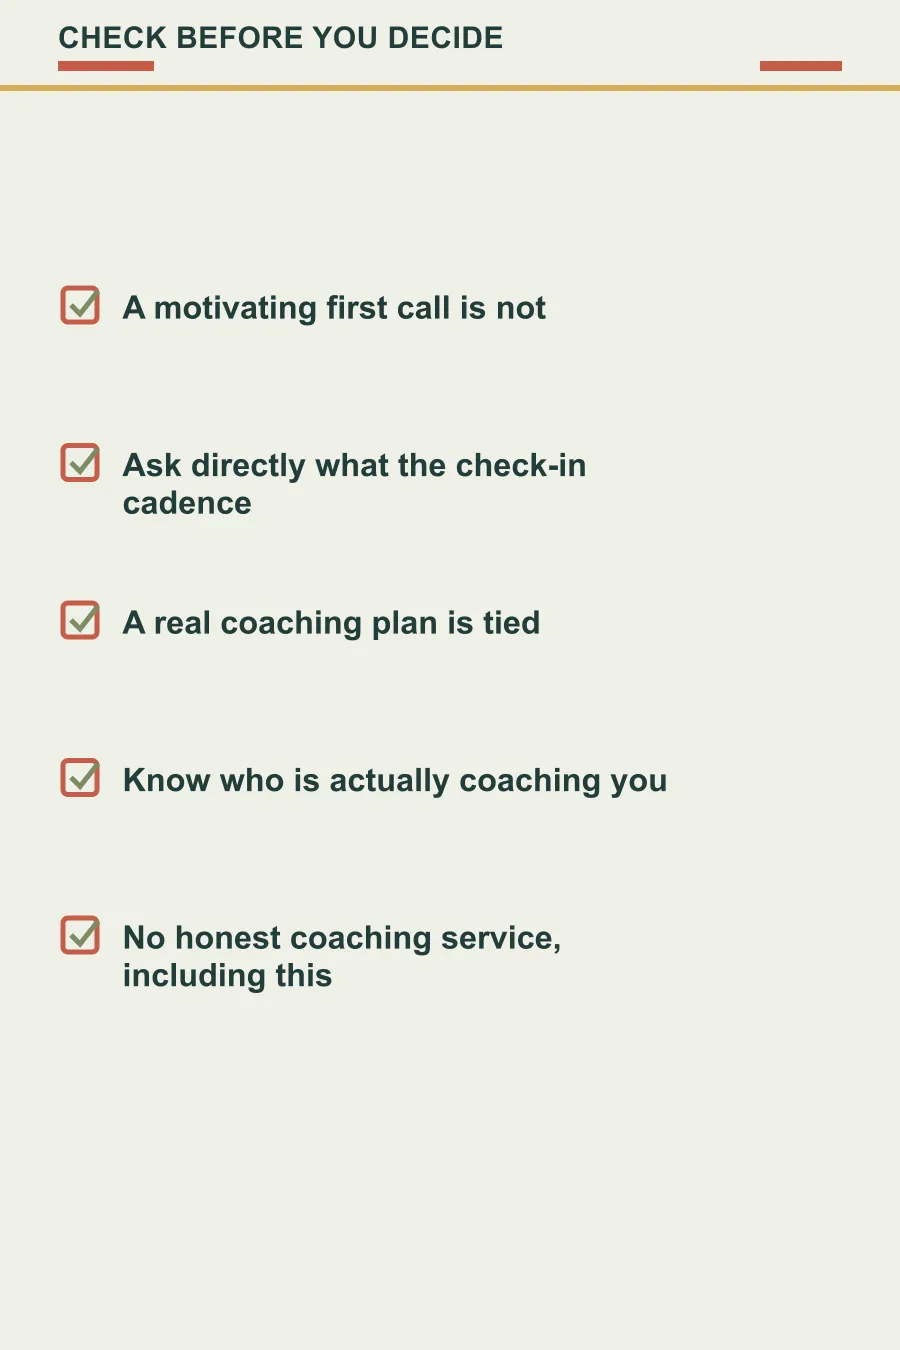 CHECK BEFORE YOU DECIDE
A motivating first call is not
Ask directly what the check-in
cadence
A real coaching plan is tied
Know who is actually coaching you
No honest coaching service,
including this